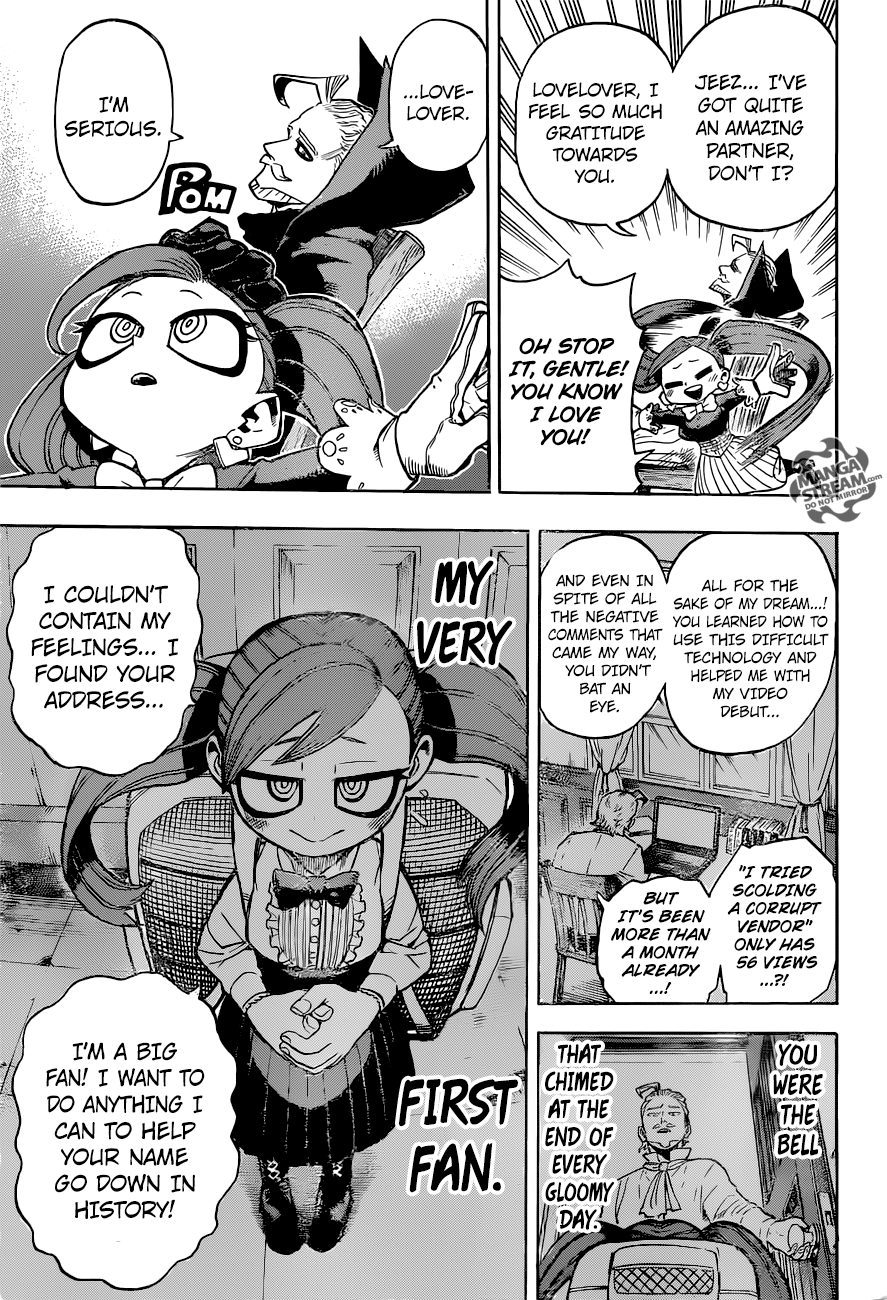 JEEZ... I'VE
GOT QUITE
AN AMAZING
PARTNER,
DON'T I?
LOVELOVER, I
FEEL SO MUCH
GRATITUDE
TOWARDS
YOU.
OH STOP
IT, GENTLE!
YOU KNOW
I LOVE
YOU!
MANGA
STREAM.com
DO NOT MIRROR
...LOVE-
LOVER.
I'M
SERIOUS.
POM
ALL FOR THE
SAKE OF MY DREAM...!
YOU LEARNED HOW TO
USE THIS DIFFICULT
TECHNOLOGY AND
HELPED ME WITH
MY VIDEO
DEBUT...
AND EVEN IN
SPITE OF ALL
THE NEGATIVE
COMMENTS THAT
CAME MY WAY,
YOU DIDN'T
BAT AN
EYE.
"I TRIED
SCOLDING
A CORRUPT
VENDOR"
ONLY HAS
56 VIEWS
...?!
BUT
IT'S BEEN
MORE THAN
A MONTH
ALREADY
...!
YOU
WERE
THE
BELL
THAT
CHIMED
AT THE
END OF
EVERY
GLOOMY
DAY.
MY
VERY
FIRST
FAN.
I COULDN'T
CONTAIN MY
FEELINGS... I
FOUND YOUR
ADDRESS...
I'M A BIG
FAN! I WANT TO
DO ANYTHING I
CAN TO HELP
YOUR NAME
GO DOWN IN
HISTORY!